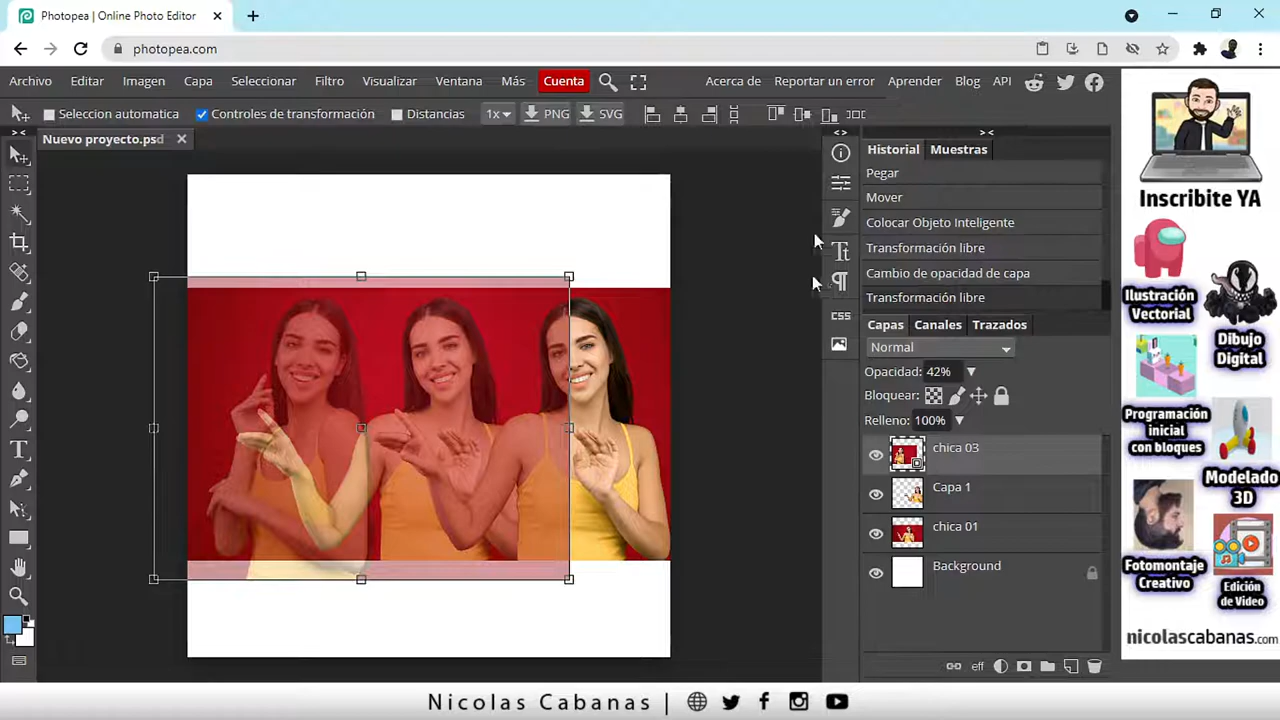 Photopea | Online Photo Editor
photopea.com
Archivo Editar Imagen Capa Seleccionar Filtro Visualizar Ventana Más Cuenta Acerca de Reportar un error Aprender Blog API
Seleccion automatica Controles de transformación Distancias 1x PNG SVG
Nuevo proyecto.psd
Historial Muestras
Pegar
Mover
Colocar Objeto Inteligente
Transformación libre
Cambio de opacidad de capa
Transformación libre
Capas Canales Trazados
Normal
Opacidad: 42%
Bloquear:
Relleno: 100%
chica 03
Capa 1
chica 01
Background
eff
CSS
Inscribite YA
Ilustración
Vectorial
Dibujo
Digital
Programación
inicial
con bloques
Modelado
3D
Fotomontaje
Creativo
Edición
de Video
nicolascabanas.com
Nicolas Cabanas |